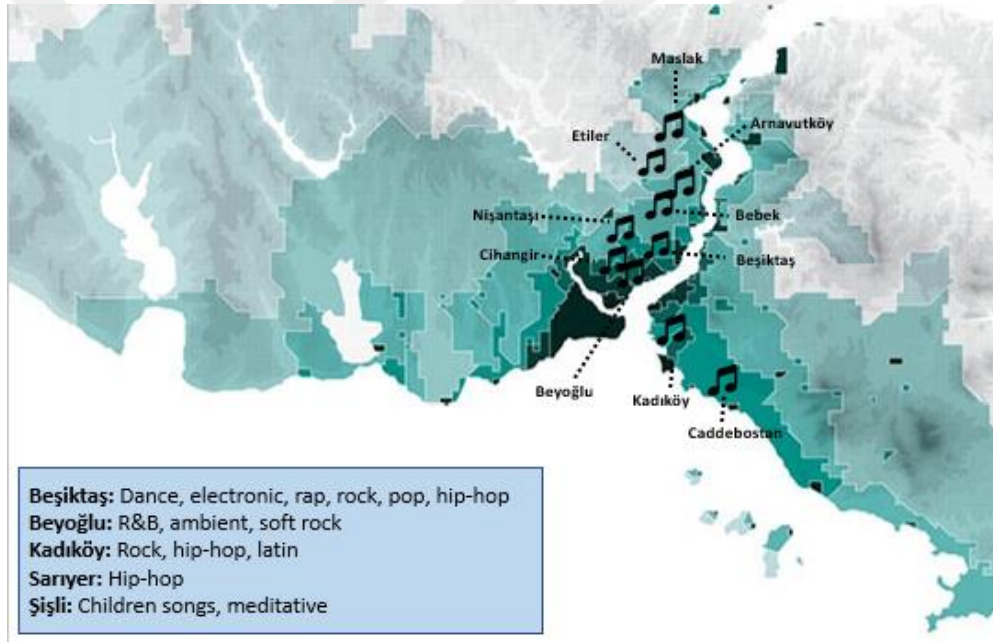 Maslak
Arnavutköy
Etiler
Nişantaşı
Bebek
Cihangir
Beşiktaş
Beyoğlu
Kadıköy
Caddebostan
Beşiktaş: Dance, electronic, rap, rock, pop, hip-hop
Beyoğlu: R&B, ambient, soft rock
Kadıköy: Rock, hip-hop, latin
Sarıyer: Hip-hop
Şişli: Children songs, meditative